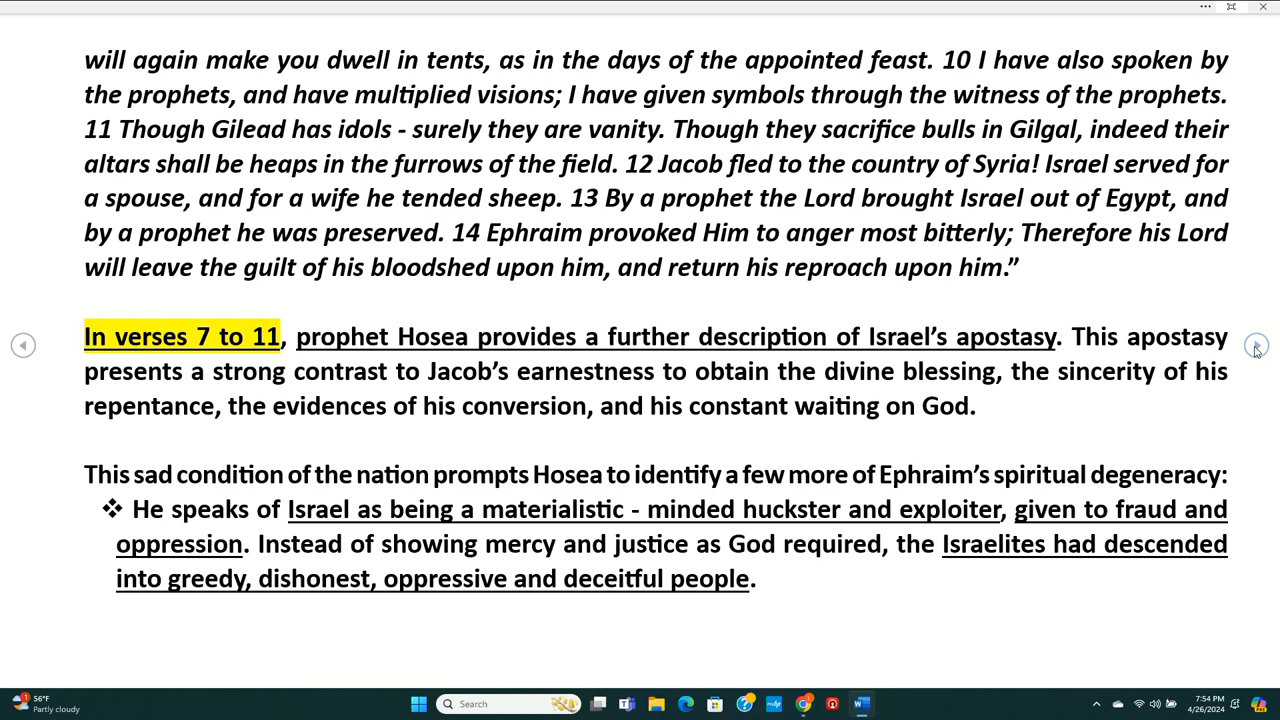 will again make you dwell in tents, as in the days of the appointed feast. 10 I have also spoken by
the prophets, and have multiplied visions; I have given symbols through the witness of the prophets.
11 Though Gilead has idols - surely they are vanity. Though they sacrifice bulls in Gilgal, indeed their
altars shall be heaps in the furrows of the field. 12 Jacob fled to the country of Syria! Israel served for
a spouse, and for a wife he tended sheep. 13 By a prophet the Lord brought Israel out of Egypt, and
by a prophet he was preserved. 14 Ephraim provoked Him to anger most bitterly; Therefore his Lord
will leave the guilt of his bloodshed upon him, and return his reproach upon him.”
In verses 7 to 11, prophet Hosea provides a further description of Israel’s apostasy. This apostasy
presents a strong contrast to Jacob’s earnestness to obtain the divine blessing, the sincerity of his
repentance, the evidences of his conversion, and his constant waiting on God.
This sad condition of the nation prompts Hosea to identify a few more of Ephraim’s spiritual degeneracy:
❖ He speaks of Israel as being a materialistic - minded huckster and exploiter, given to fraud and
oppression. Instead of showing mercy and justice as God required, the Israelites had descended
into greedy, dishonest, oppressive and deceitful people.
1
56°F
Partly cloudy
Search
7:54 PM
4/26/2024